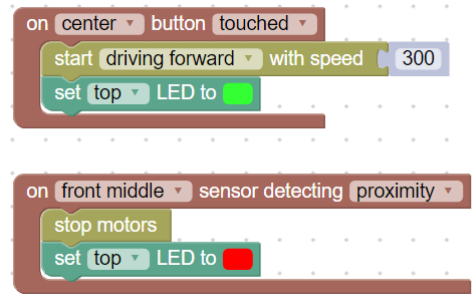 on center button touched
start driving forward with speed 300
set top LED to
on front middle sensor detecting proximity
stop motors
set top LED to